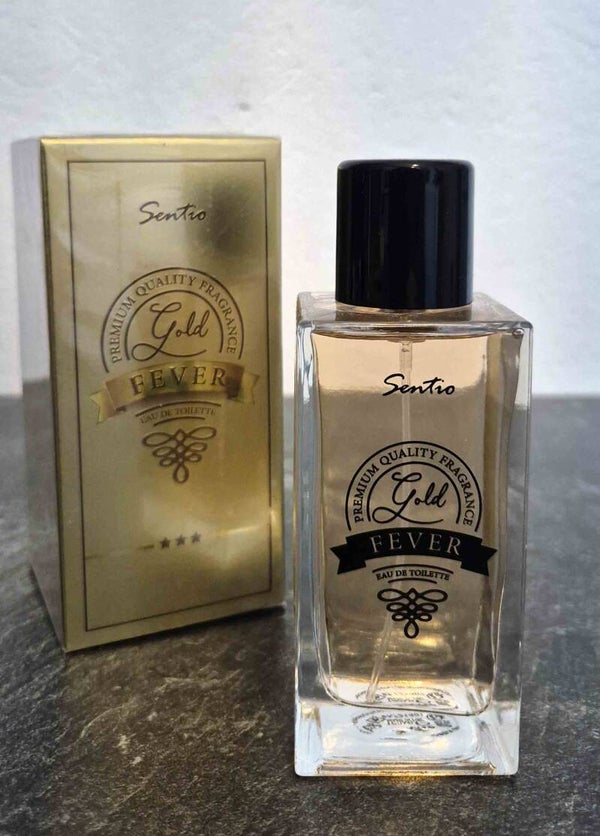 Sentio
PREMIUM QUALITY FRAGRANCE
Gold
FEVER
EAU DE TOILETTE
Sentio
PREMIUM QUALITY FRAGRANCE
Gold
FEVER
EAU DE TOILETTE